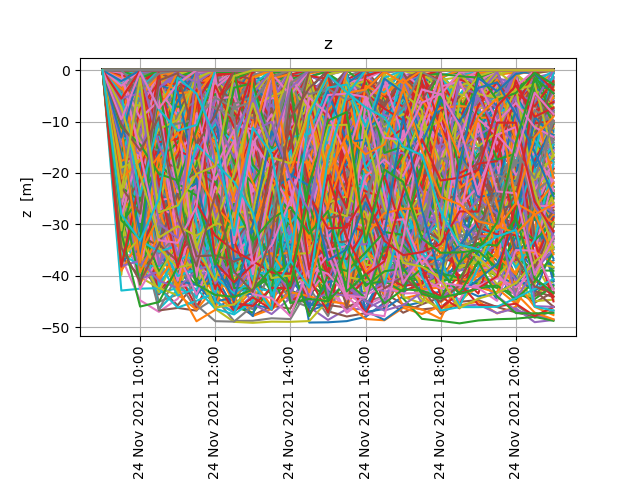 z
0
−10
−20
−30
−40
−50
z [m]
24 Nov 2021 10:00
24 Nov 2021 12:00
24 Nov 2021 14:00
24 Nov 2021 16:00
24 Nov 2021 18:00
24 Nov 2021 20:00